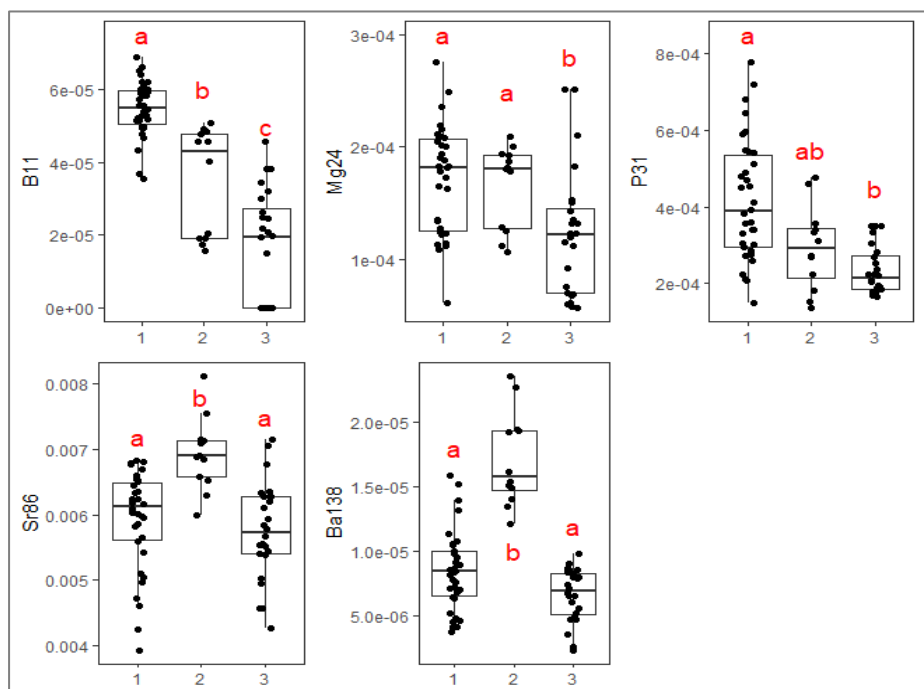 B11
6e-05
4e-05
2e-05
0e+00
a
b
c
1 2 3
Mg24
3e-04
2e-04
1e-04
a
a
b
1 2 3
P31
8e-04
6e-04
4e-04
2e-04
a
ab
b
1 2 3
Sr86
0.008
0.007
0.006
0.005
0.004
a
b
a
1 2 3
Ba138
2.0e-05
1.5e-05
1.0e-05
5.0e-06
a
b
a
1 2 3